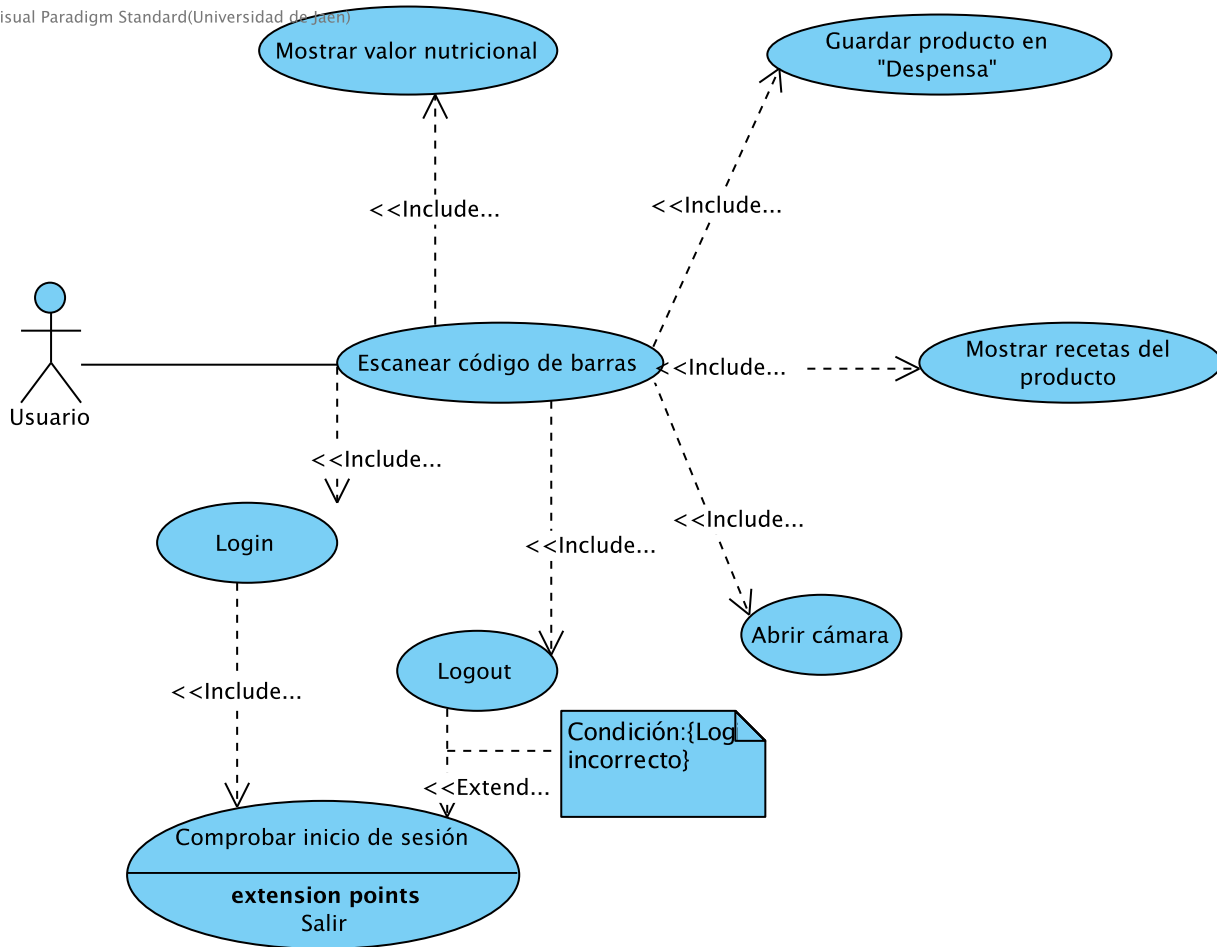 isual Paradigm Standard(Universidad de Jaén)
Mostrar valor nutricional
Guardar producto en
"Despensa"
<<Include...
<<Include...
Escanear código de barras
<<Include...
Mostrar recetas del
producto
Usuario
<<Include...
<<Include...
<<Include...
Login
Abrir cámara
Logout
<<Include...
Condición:{Logi
incorrecto}
<<Extend...
Comprobar inicio de sesión
extension points
Salir